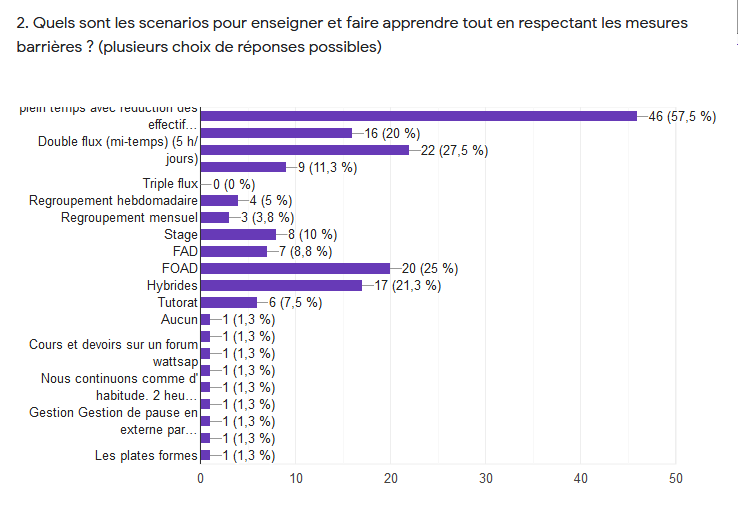 2. Quels sont les scenarios pour enseigner et faire apprendre tout en respectant les mesures
barrières ? (plusieurs choix de réponses possibles)
plein temps avec reduction des
effectif…
46 (57,5 %)
16 (20 %)
Double flux (mi-temps) (5 h/
jours)
22 (27,5 %)
9 (11,3 %)
Triple flux
0 (0 %)
Regroupement hebdomadaire
4 (5 %)
Regroupement mensuel
3 (3,8 %)
Stage
8 (10 %)
FAD
7 (8,8 %)
FOAD
20 (25 %)
Hybrides
17 (21,3 %)
Tutorat
6 (7,5 %)
Aucun
1 (1,3 %)
1 (1,3 %)
Cours et devoirs sur un forum
wattsap
1 (1,3 %)
1 (1,3 %)
Nous continuons comme d'
habitude. 2 heu…
1 (1,3 %)
1 (1,3 %)
Gestion Gestion de pause en
externe par…
1 (1,3 %)
1 (1,3 %)
Les plates formes
1 (1,3 %)
0 10 20 30 40 50